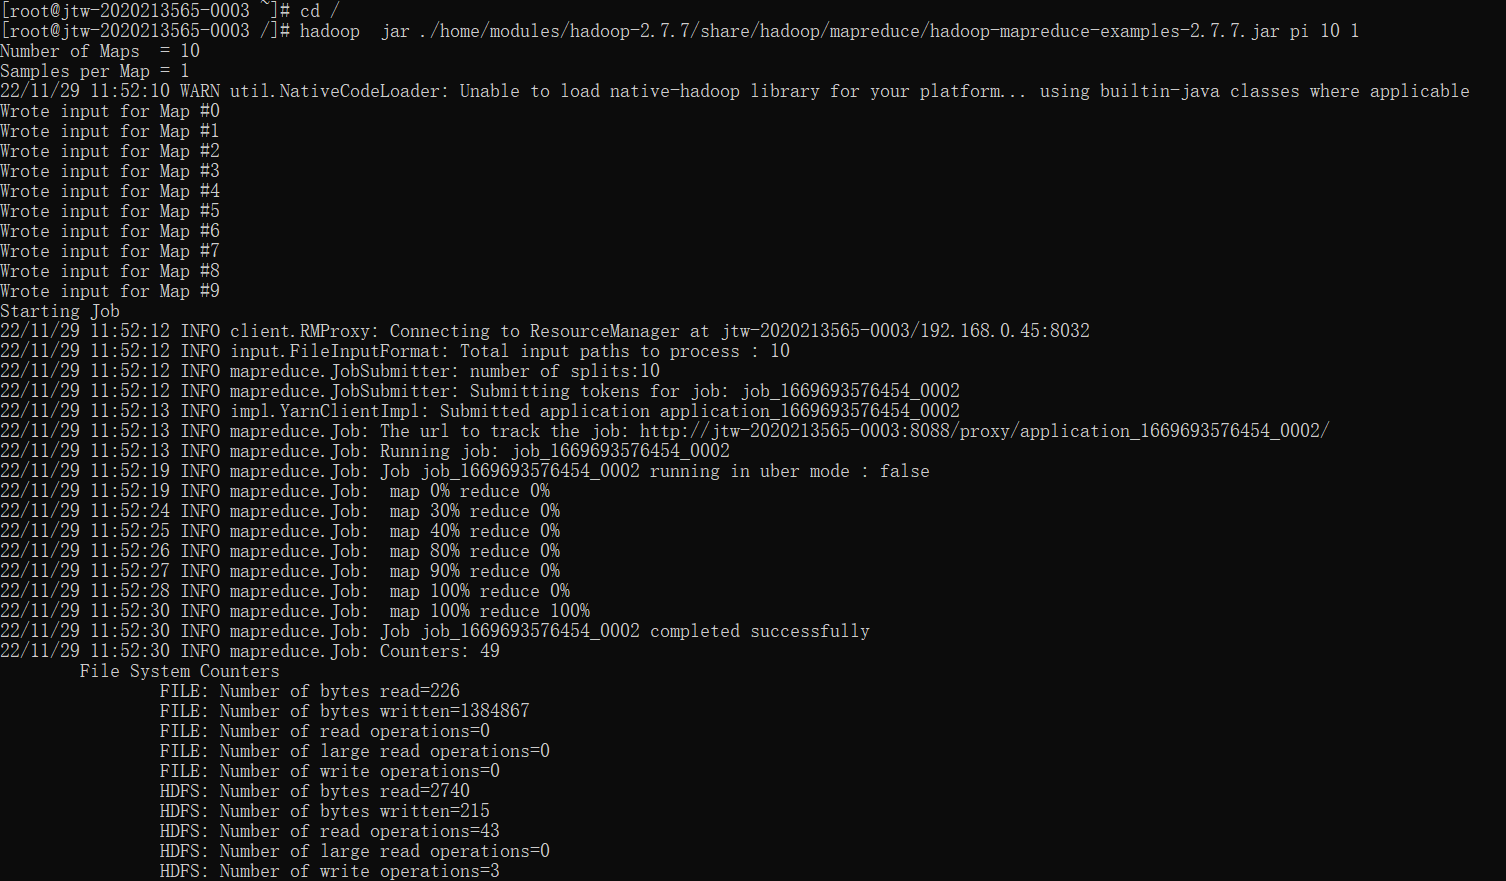 [root@jtw-2020213565-0003 ~]# cd /
[root@jtw-2020213565-0003 /]# hadoop  jar ./home/modules/hadoop-2.7.7/share/hadoop/mapreduce/hadoop-mapreduce-examples-2.7.7.jar pi 10 1
Number of Maps  = 10
Samples per Map = 1
22/11/29 11:52:10 WARN util.NativeCodeLoader: Unable to load native-hadoop library for your platform... using builtin-java classes where applicable
Wrote input for Map #0
Wrote input for Map #1
Wrote input for Map #2
Wrote input for Map #3
Wrote input for Map #4
Wrote input for Map #5
Wrote input for Map #6
Wrote input for Map #7
Wrote input for Map #8
Wrote input for Map #9
Starting Job
22/11/29 11:52:12 INFO client.RMProxy: Connecting to ResourceManager at jtw-2020213565-0003/192.168.0.45:8032
22/11/29 11:52:12 INFO input.FileInputFormat: Total input paths to process : 10
22/11/29 11:52:12 INFO mapreduce.JobSubmitter: number of splits:10
22/11/29 11:52:12 INFO mapreduce.JobSubmitter: Submitting tokens for job: job_1669693576454_0002
22/11/29 11:52:13 INFO impl.YarnClientImpl: Submitted application application_1669693576454_0002
22/11/29 11:52:13 INFO mapreduce.Job: The url to track the job: http://jtw-2020213565-0003:8088/proxy/application_1669693576454_0002/
22/11/29 11:52:13 INFO mapreduce.Job: Running job: job_1669693576454_0002
22/11/29 11:52:19 INFO mapreduce.Job: Job job_1669693576454_0002 running in uber mode : false
22/11/29 11:52:19 INFO mapreduce.Job:  map 0% reduce 0%
22/11/29 11:52:24 INFO mapreduce.Job:  map 30% reduce 0%
22/11/29 11:52:25 INFO mapreduce.Job:  map 40% reduce 0%
22/11/29 11:52:26 INFO mapreduce.Job:  map 80% reduce 0%
22/11/29 11:52:27 INFO mapreduce.Job:  map 90% reduce 0%
22/11/29 11:52:28 INFO mapreduce.Job:  map 100% reduce 0%
22/11/29 11:52:30 INFO mapreduce.Job:  map 100% reduce 100%
22/11/29 11:52:30 INFO mapreduce.Job: Job job_1669693576454_0002 completed successfully
22/11/29 11:52:30 INFO mapreduce.Job: Counters: 49
File System Counters
FILE: Number of bytes read=226
FILE: Number of bytes written=1384867
FILE: Number of read operations=0
FILE: Number of large read operations=0
FILE: Number of write operations=0
HDFS: Number of bytes read=2740
HDFS: Number of bytes written=215
HDFS: Number of read operations=43
HDFS: Number of large read operations=0
HDFS: Number of write operations=3